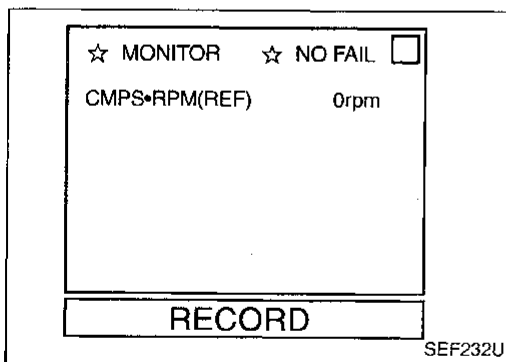 ☆ MONITOR ☆ NO FAIL
CMPS•RPM(REF) 0rpm
RECORD
SEF232U